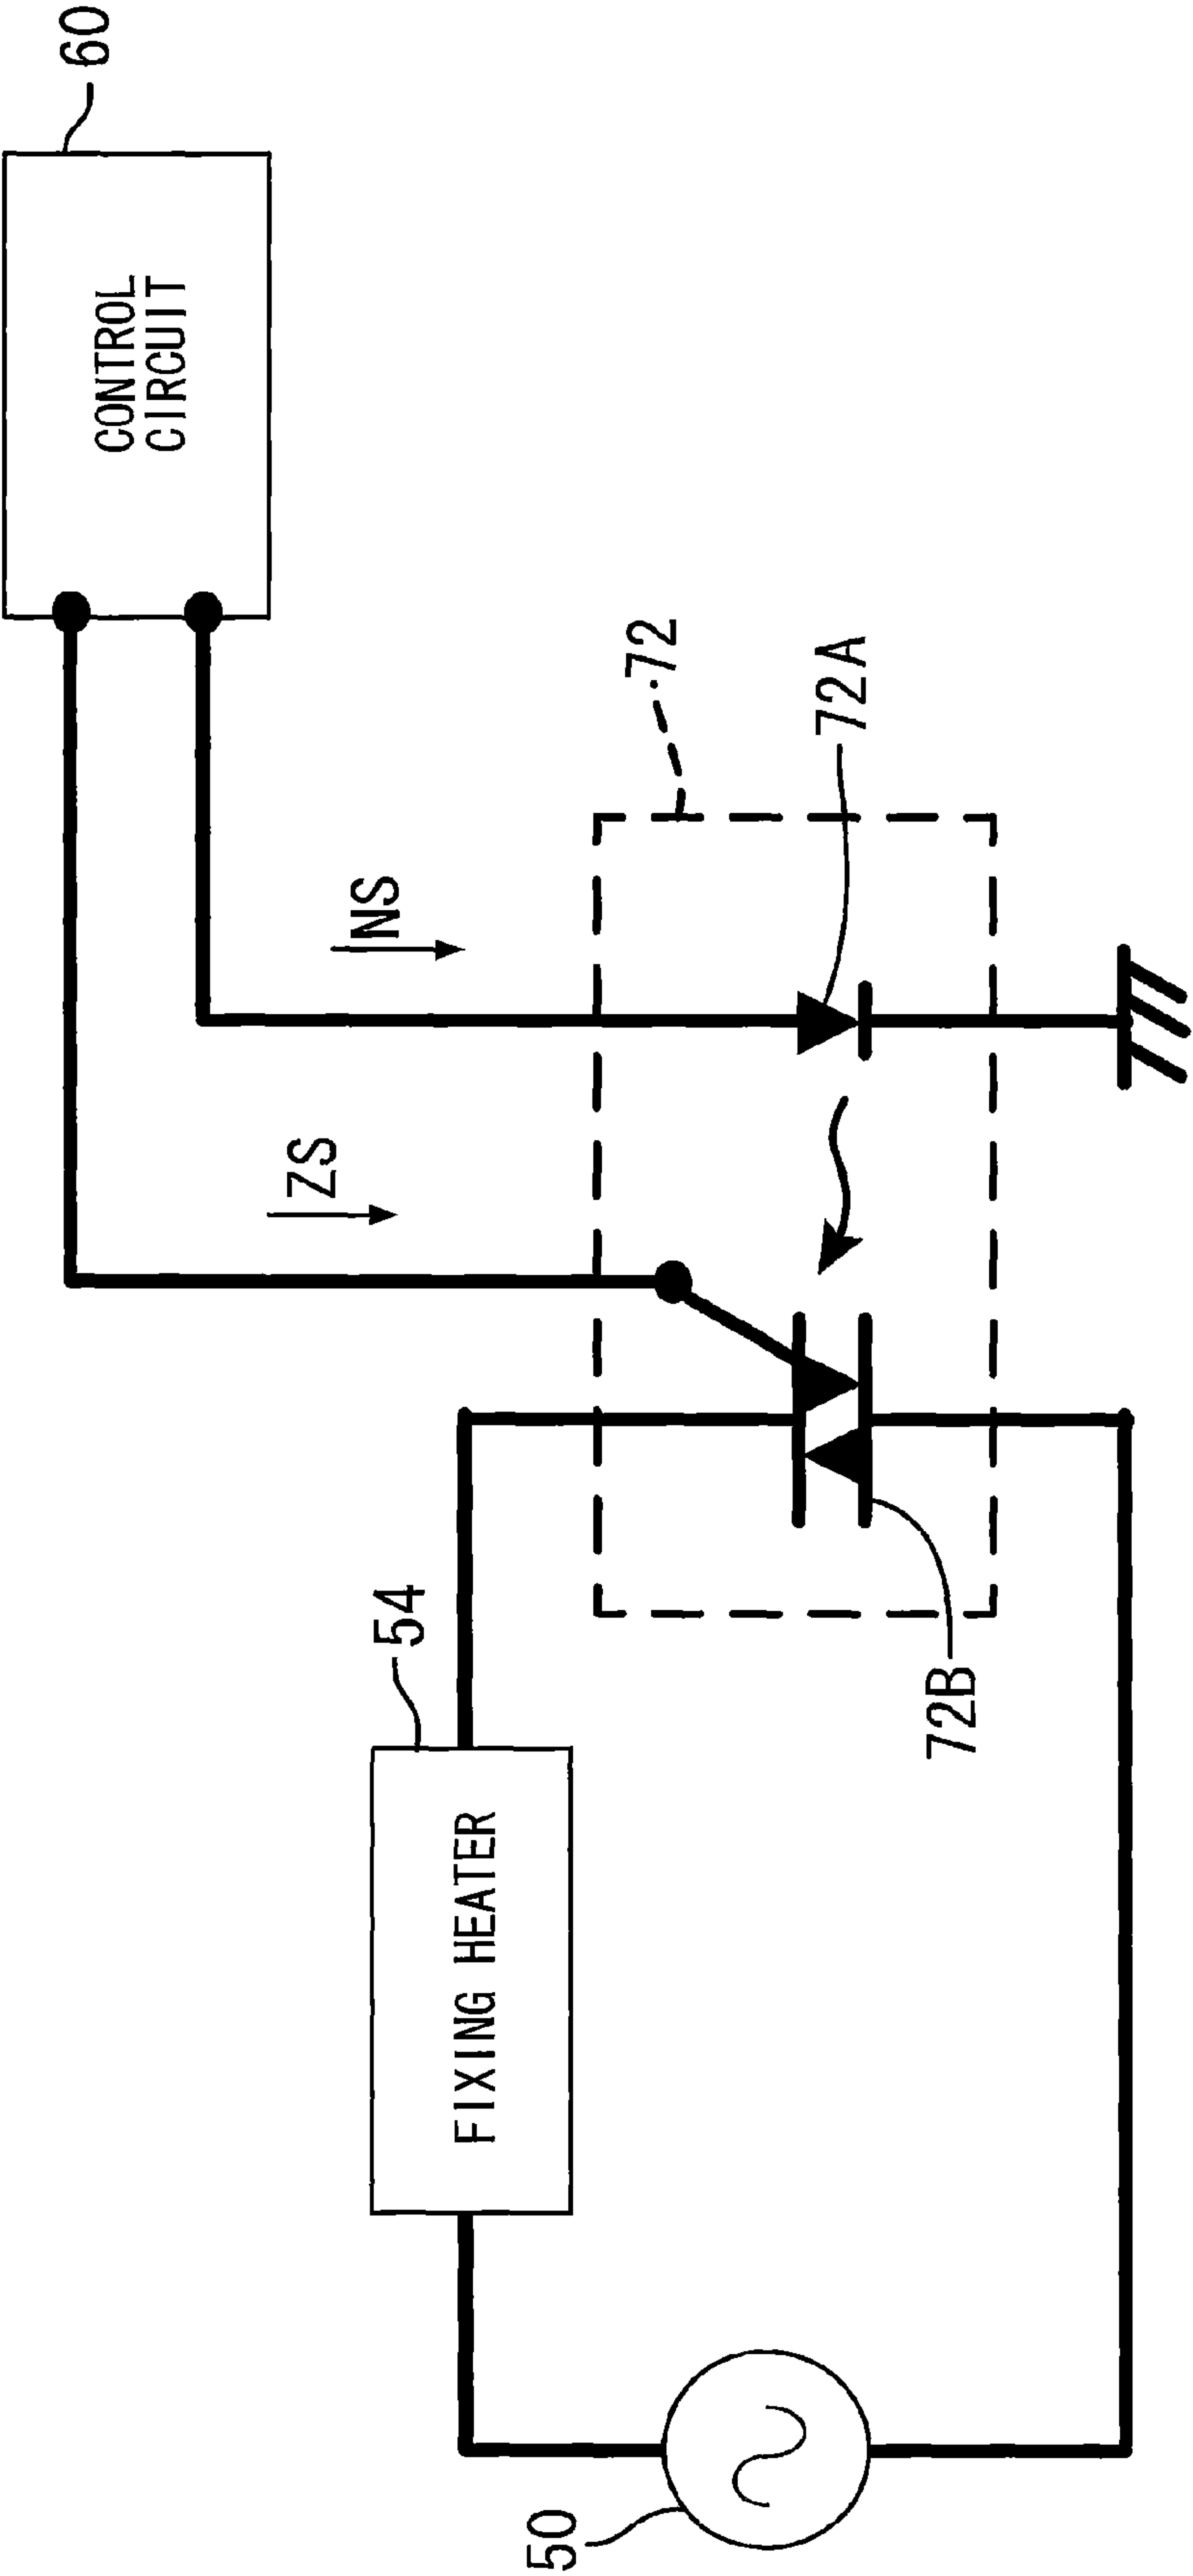 60
CONTROL
CIRCUIT
NS
ZS
72
72A
54
FIXING HEATER
72B
50